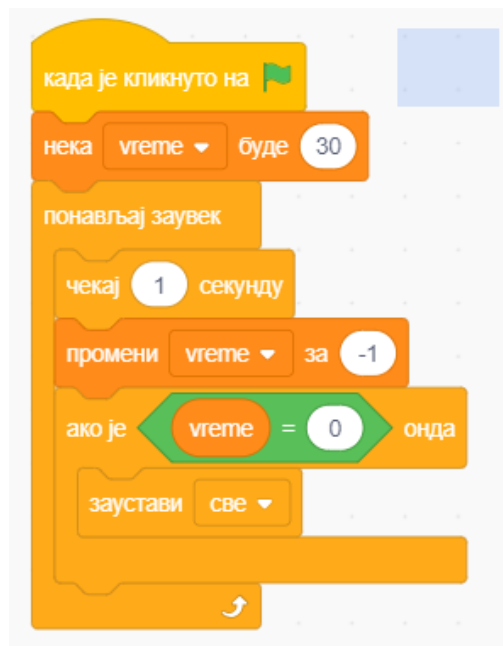 када је кликнуто на
нека vreme буде 30
понављај заувек
чекај 1 секунду
промени vreme за -1
ако је vreme = 0 онда
заустави све